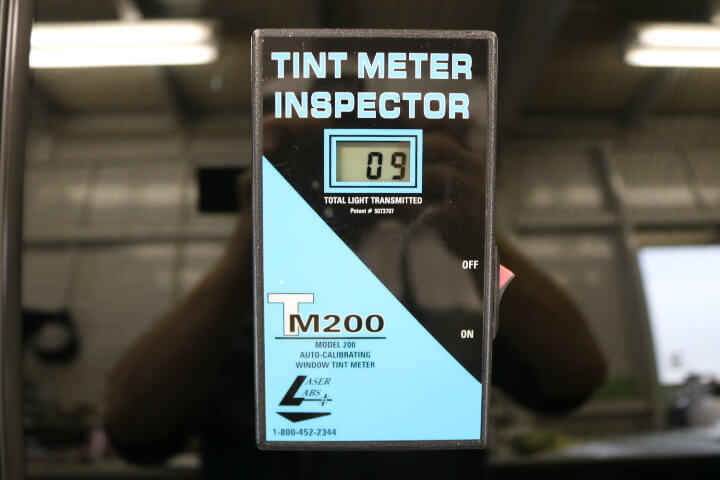 TINT METER
INSPECTOR
09
TOTAL LIGHT TRANSMITTED
Patent # 5073707
OFF
ON
TM200
MODEL 200
AUTO-CALIBRATING
WINDOW TINT METER
LASER
LABS
1-800-452-2344